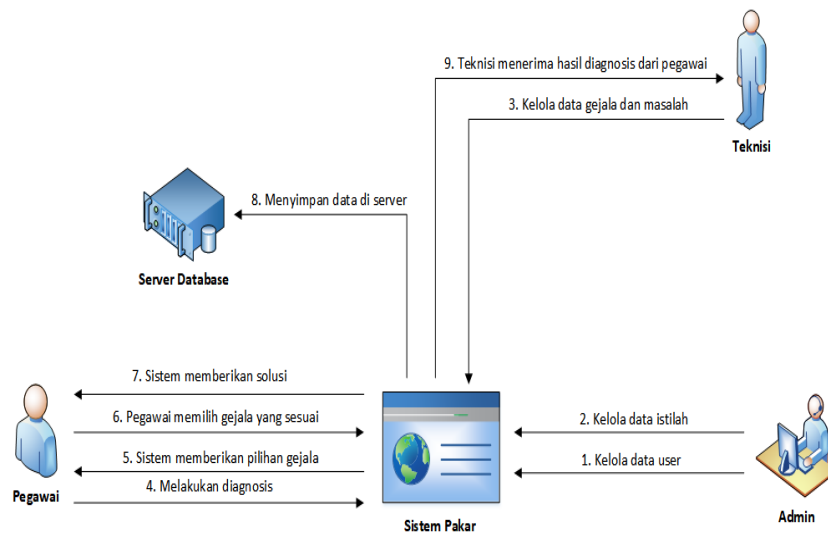 9. Teknisi menerima hasil diagnosis dari pegawai
3. Kelola data gejala dan masalah
Teknisi
8. Menyimpan data di server
Server Database
7. Sistem memberikan solusi
6. Pegawai memilih gejala yang sesuai
5. Sistem memberikan pilihan gejala
4. Melakukan diagnosis
Pegawai
Sistem Pakar
2. Kelola data istilah
1. Kelola data user
Admin